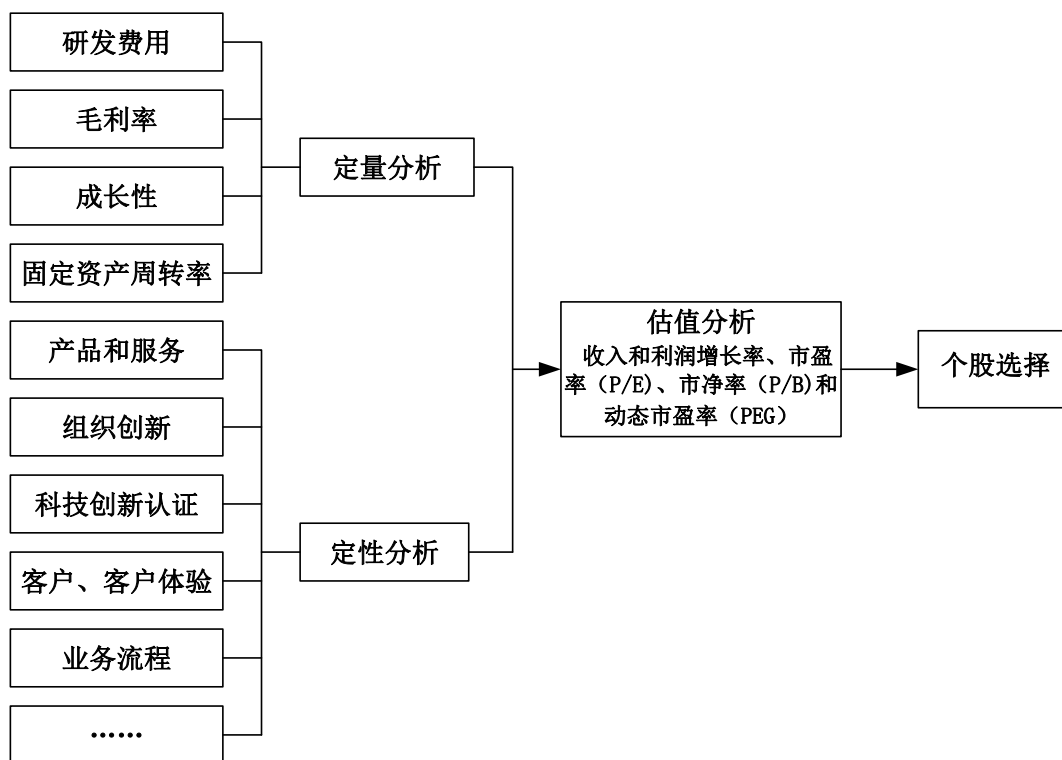 研发费用
毛利率
成长性
固定资产周转率
产品和服务
组织创新
科技创新认证
客户、客户体验
业务流程
……
定量分析
定性分析
估值分析
收入和利润增长率、市盈
率（P/E）、市净率（P/B)和
动态市盈率（PEG）
个股选择